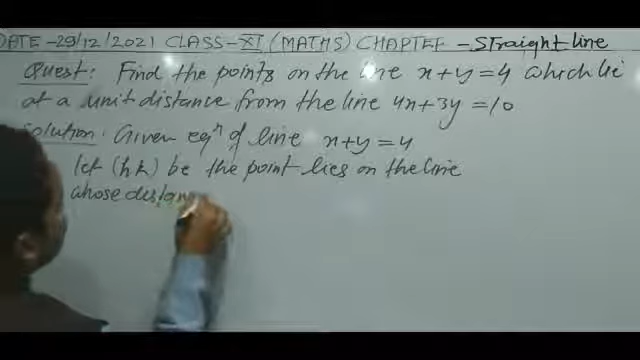 DATE - 29/12/2021 CLASS-XI (MATHS) CHAPTER - Straight line
Quest: Find the points on the line x+y=4 which lie
at a unit distance from the line 4x+3y=10
Solution: Given eqⁿ of line x+y=4
let (h k) be the point lies on the line
whose distan